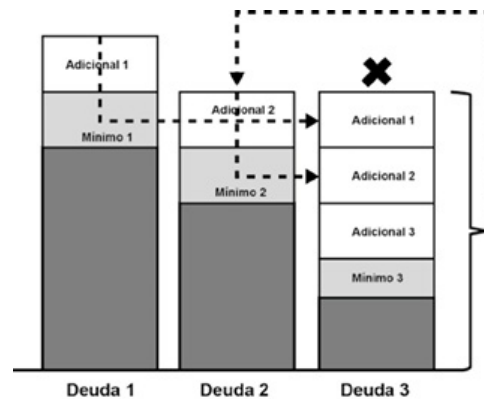 Adicional 1
Mínimo 1
Adicional 2
Mínimo 2
Adicional 1
Adicional 2
Adicional 3
Mínimo 3
Deuda 1
Deuda 2
Deuda 3